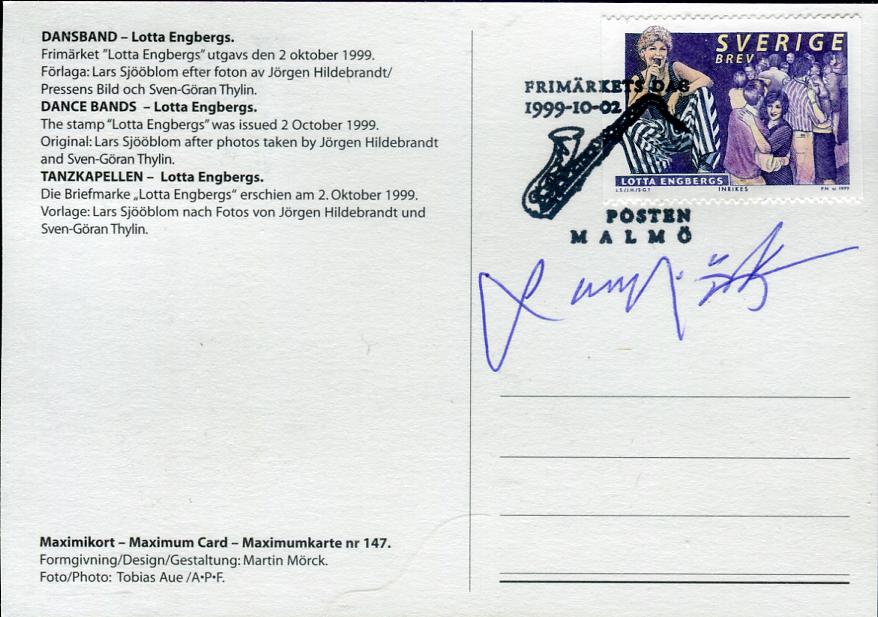 DANSBAND – Lotta Engbergs.
Frimärket ”Lotta Engbergs” utgavs den 2 oktober 1999.
Förlaga: Lars Sjööblom efter foton av Jörgen Hildebrandt/
Pressens Bild och Sven-Göran Thylin.
DANCE BANDS – Lotta Engbergs.
The stamp ”Lotta Engbergs” was issued 2 October 1999.
Original: Lars Sjööblom after photos taken by Jörgen Hildebrandt
and Sven-Göran Thylin.
TANZKAPELLEN – Lotta Engbergs.
Die Briefmarke „Lotta Engbergs“ erschien am 2. Oktober 1999.
Vorlage: Lars Sjööblom nach Fotos von Jörgen Hildebrandt und
Sven-Göran Thylin.
Maximikort – Maximum Card – Maximumkarte nr 147.
Formgivning/Design/Gestaltung: Martin Mörck.
Foto/Photo: Tobias Aue /A•P•F.
SVERIGE
BREV
FRIMÄRKETS DAG
1999-10-02
LOTTA ENGBERGS
INRIKES
1999
POSTEN
MALMÖ